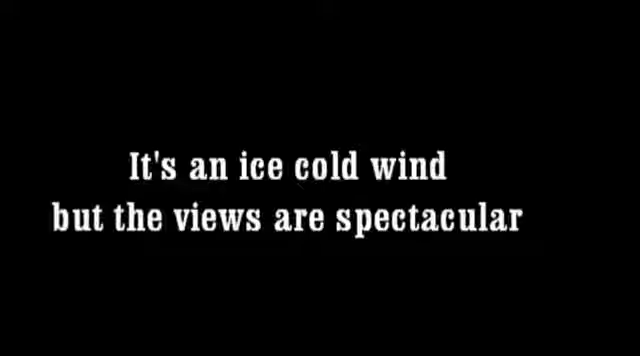 It's an ice cold wind
but the views are spectacular